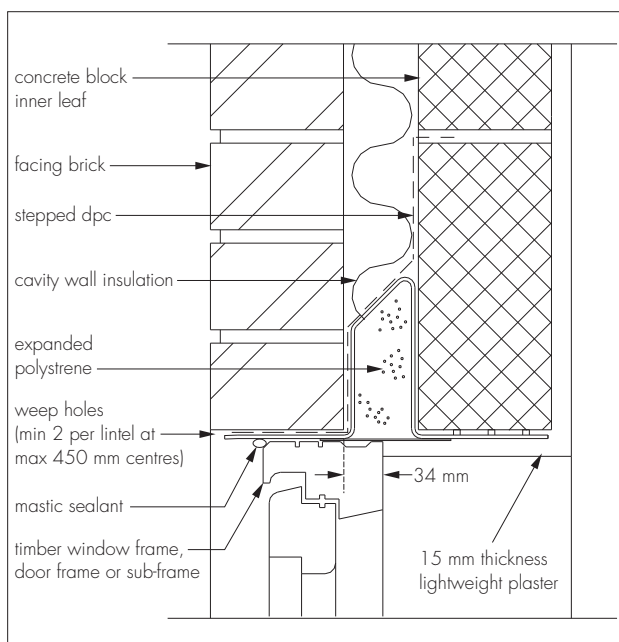 concrete block
inner leaf
facing brick
stepped dpc
cavity wall insulation
expanded
polystrene
weep holes
(min 2 per lintel at
max 450 mm centres)
mastic sealant
timber window frame,
door frame or sub-frame
34 mm
15 mm thickness
lightweight plaster